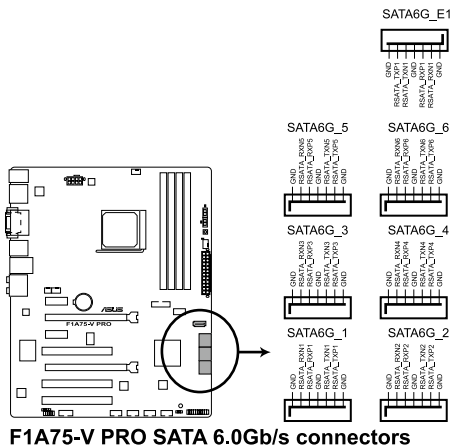 SATA6G_E1
GND
RSATA_TXP1
RSATA_TXN1
GND
RSATA_RXP1
RSATA_RXN1
GND
SATA6G_5
GND
RSATA_RXN5
RSATA_RXP5
GND
RSATA_TXN5
RSATA_TXP5
GND
SATA6G_6
GND
RSATA_RXN6
RSATA_RXP6
GND
RSATA_TXN6
RSATA_TXP6
GND
SATA6G_3
GND
RSATA_RXN3
RSATA_RXP3
GND
RSATA_TXN3
RSATA_TXP3
GND
SATA6G_4
GND
RSATA_RXN4
RSATA_RXP4
GND
RSATA_TXN4
RSATA_TXP4
GND
SATA6G_1
GND
RSATA_RXN1
RSATA_RXP1
GND
RSATA_TXN1
RSATA_TXP1
GND
SATA6G_2
GND
RSATA_RXN2
RSATA_RXP2
GND
RSATA_TXN2
RSATA_TXP2
GND
ASUS
F1A75-V PRO
F1A75-V PRO SATA 6.0Gb/s connectors